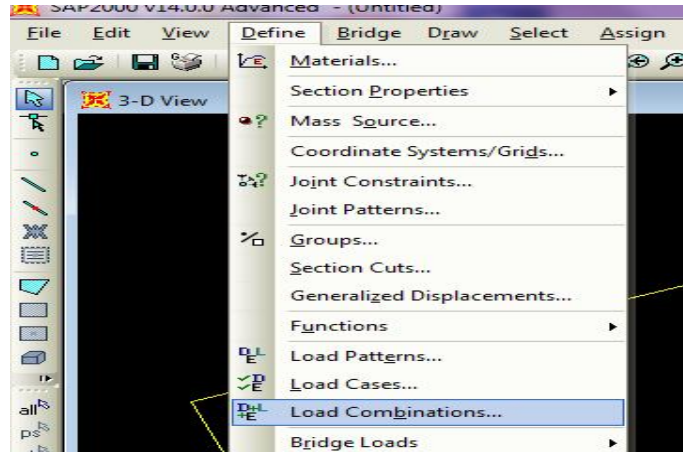 SAP2000 v14.0.0 Advanced - (Untitled)
File Edit View Define Bridge Draw Select Assign
Materials...
3-D View
Section Properties
Mass Source...
Coordinate Systems/Grids...
Joint Constraints...
Joint Patterns...
Groups...
Section Cuts...
Generalized Displacements...
Functions
Load Patterns...
Load Cases...
all
Load Combinations...
ps
Bridge Loads